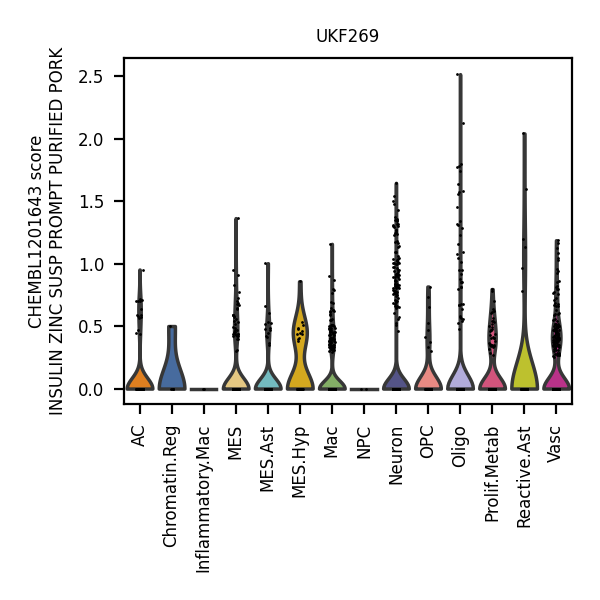 UKF269
CHEMBL1201643 score
INSULIN ZINC SUSP PROMPT PURIFIED PORK
2.5
2.0
1.5
1.0
0.5
0.0
AC
Chromatin.Reg
Inflammatory.Mac
MES
MES.Ast
MES.Hyp
Mac
NPC
Neuron
OPC
Oligo
Prolif.Metab
Reactive.Ast
Vasc